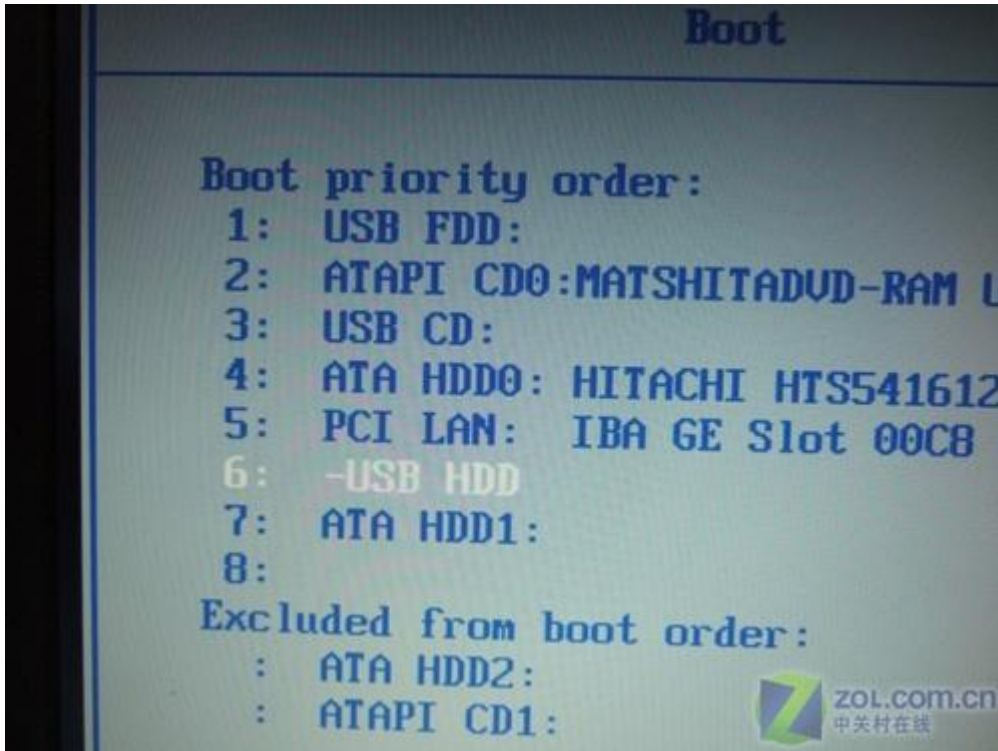 Boot
Boot priority order:
1: USB FDD:
2: ATAPI CD0:MATSHITADVD-RAM
3: USB CD:
4: ATA HDD0: HITACHI HTS541612
5: PCI LAN: IBA GE Slot 00C8
6: -USB HDD
7: ATA HDD1:
8:
Excluded from boot order:
: ATA HDD2:
: ATAPI CD1:
ZOL.COM.CN
中关村在线